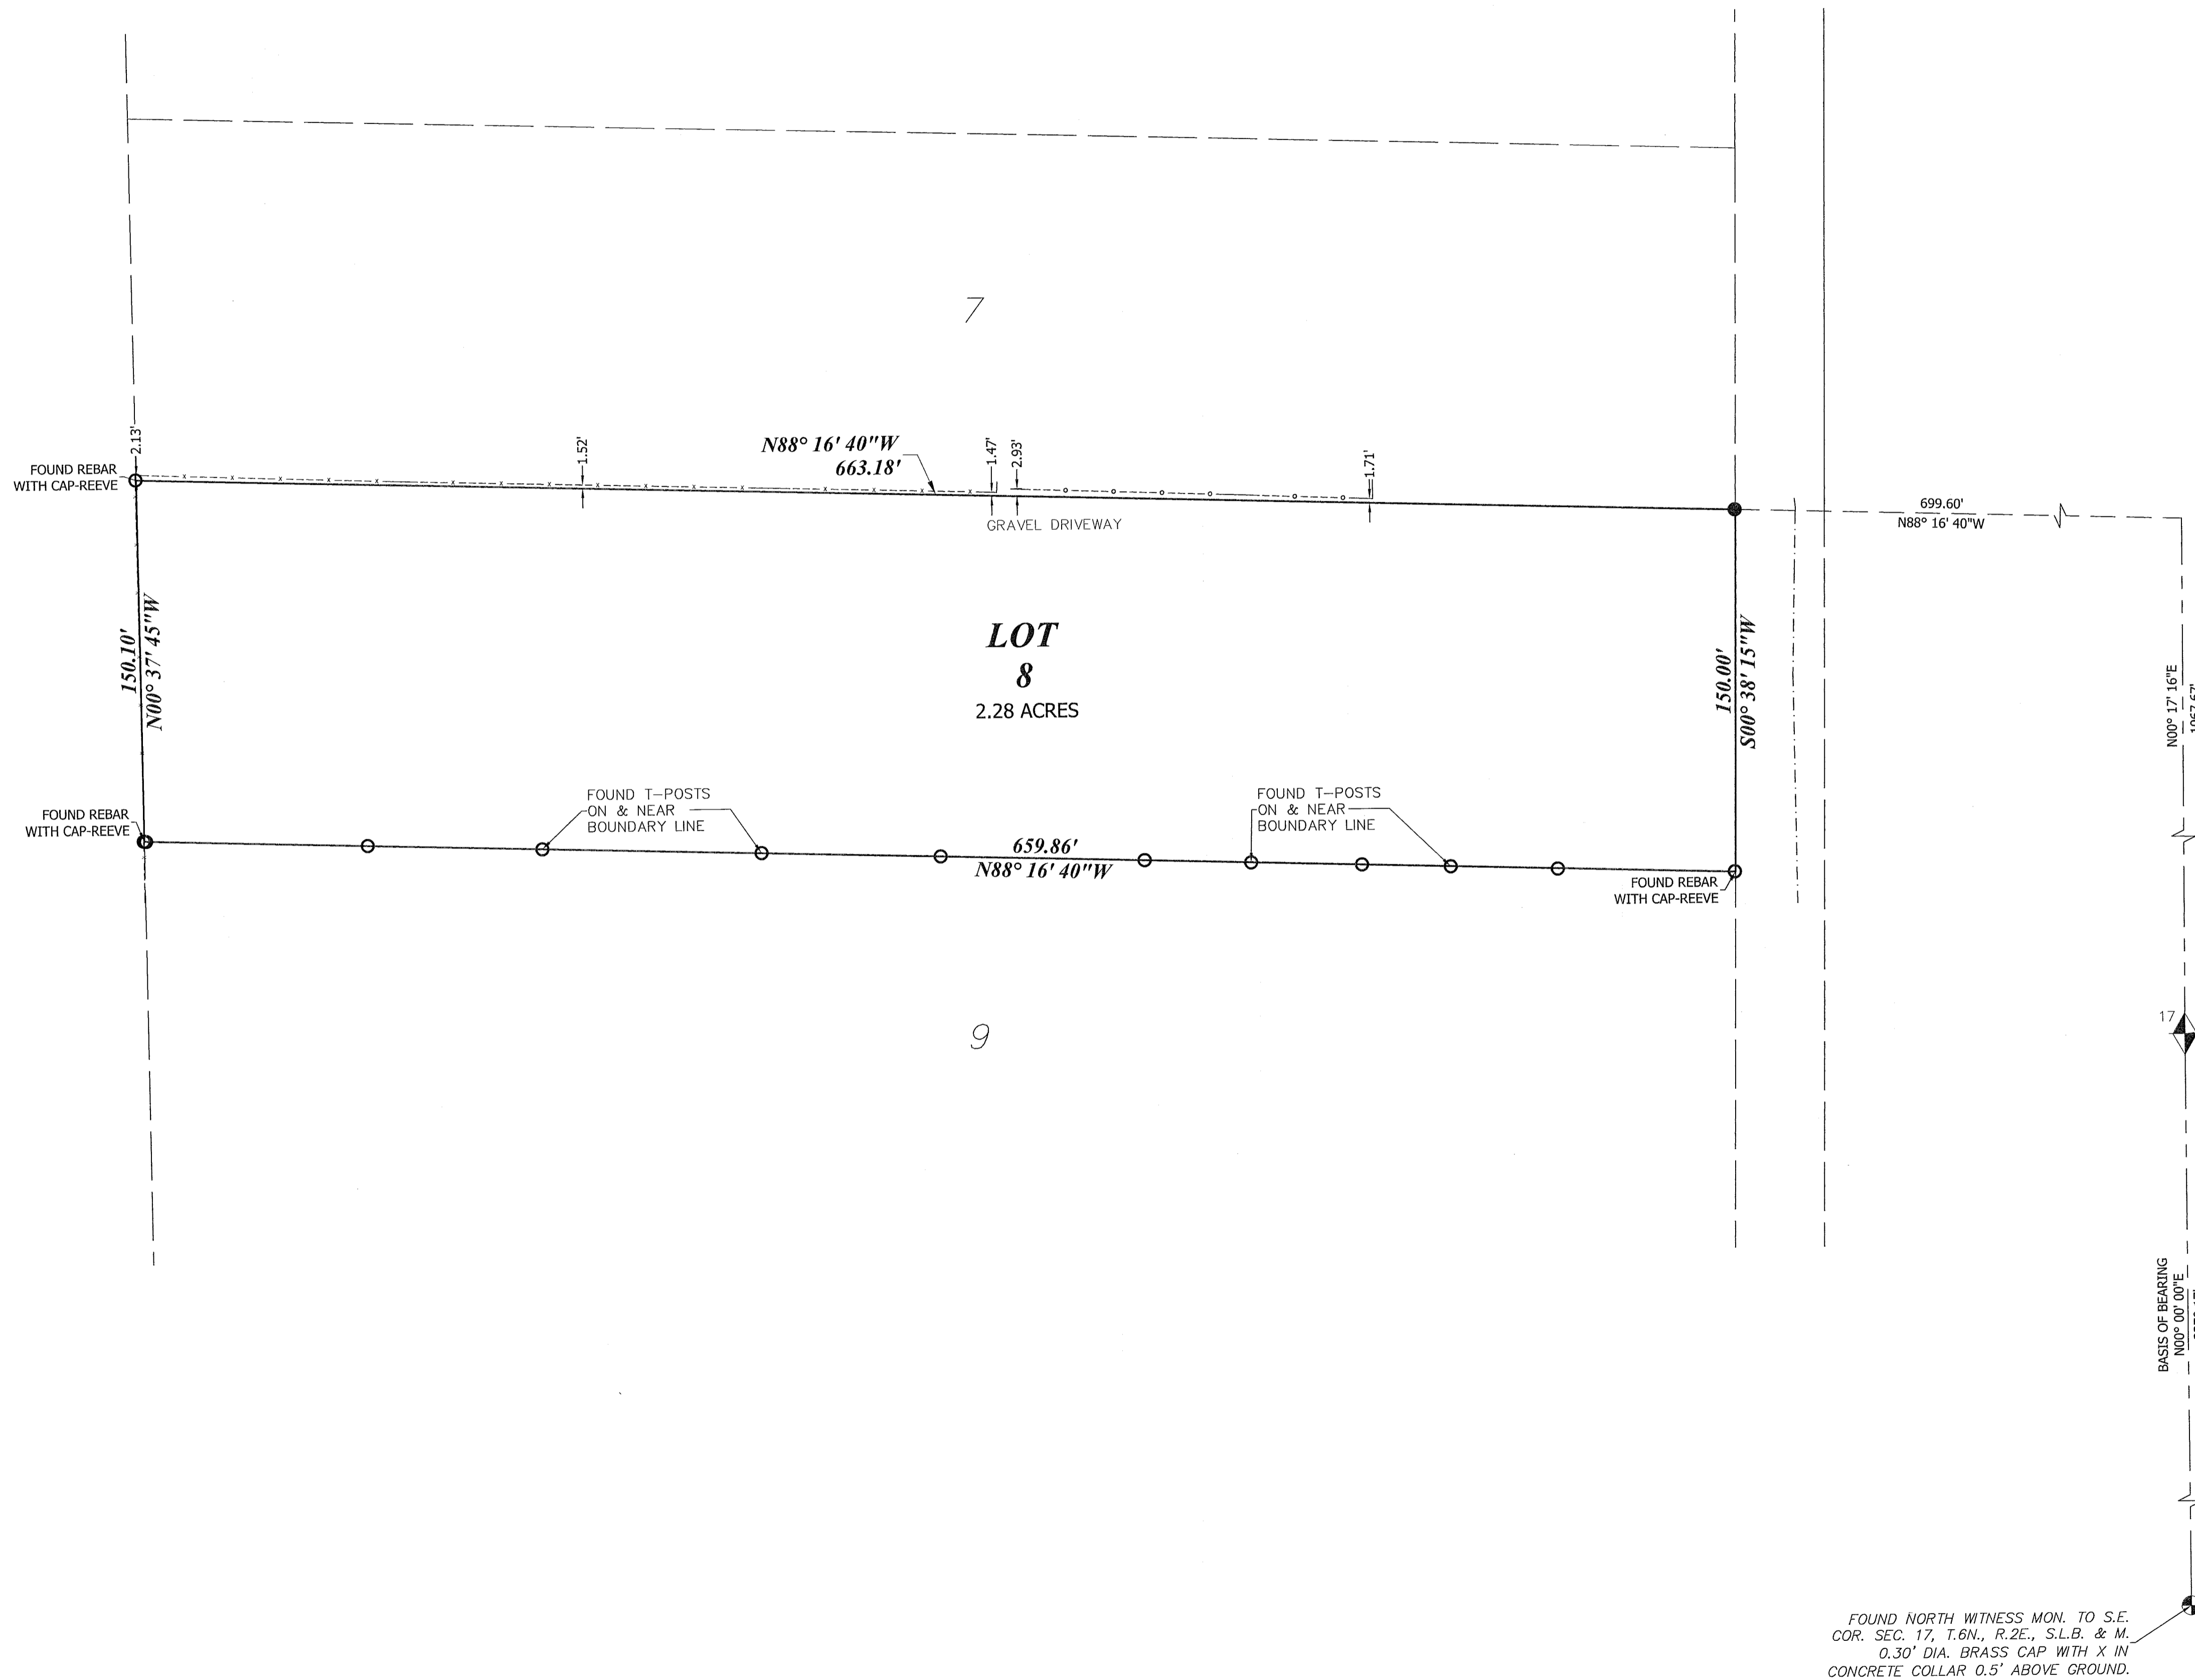 7
2.13'
1.52'
N88° 16' 40"W
663.18'
1.47'
2.93'
1.71'
FOUND REBAR
WITH CAP-REEVE
GRAVEL DRIVEWAY
699.60'
N88° 16' 40"W
150.10'
N00° 37' 45"W
LOT
8
2.28 ACRES
150.00'
S00° 38' 15"W
N00° 17' 16"E
FOUND T-POSTS
ON & NEAR
BOUNDARY LINE
FOUND T-POSTS
ON & NEAR
BOUNDARY LINE
FOUND REBAR
WITH CAP-REEVE
659.86'
N88° 16' 40"W
FOUND REBAR
WITH CAP-REEVE
9
17
BASIS OF BEARING
N00° 00' 00"E
FOUND NORTH WITNESS MON. TO S.E.
COR. SEC. 17, T.6N., R.2E., S.L.B. & M.
0.30' DIA. BRASS CAP WITH X IN
CONCRETE COLLAR 0.5' ABOVE GROUND.